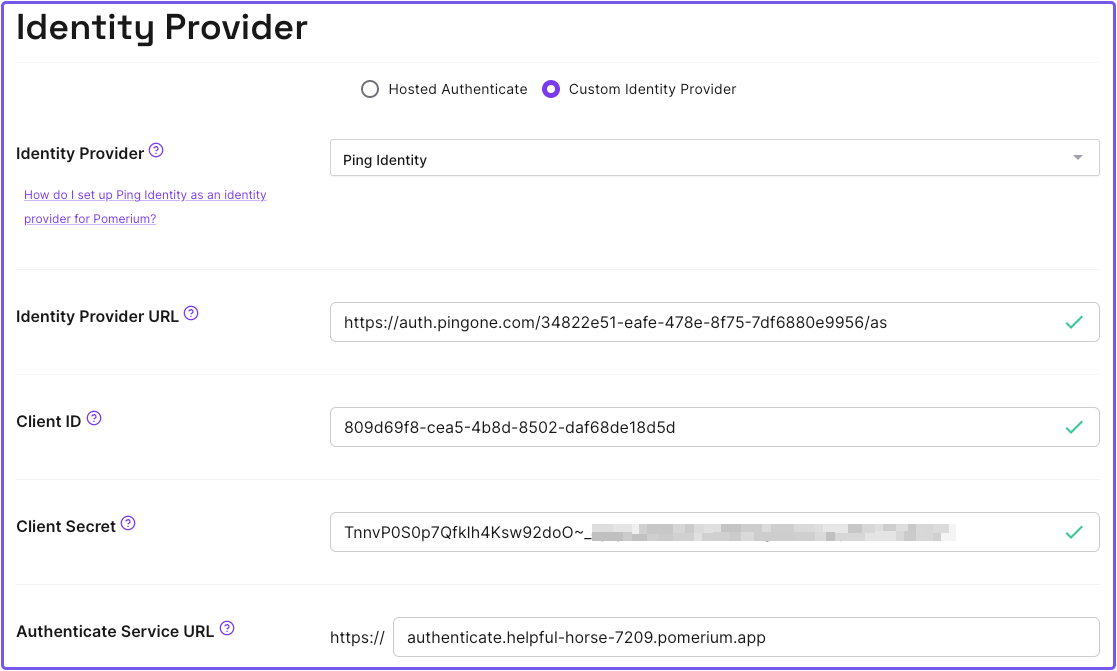 Identity Provider
Hosted Authenticate Custom Identity Provider
Identity Provider ?
Ping Identity
How do I set up Ping Identity as an identity
provider for Pomerium?
Identity Provider URL ?
https://auth.pingone.com/34822e51-eafe-478e-8f75-7df6880e9956/as
Client ID ?
809d69f8-cea5-4b8d-8502-daf68de18d5d
Client Secret ?
TnnvP0S0p7QfkIh4Ksw92doO~_
Authenticate Service URL ?
https:// authenticate.helpful-horse-7209.pomerium.app